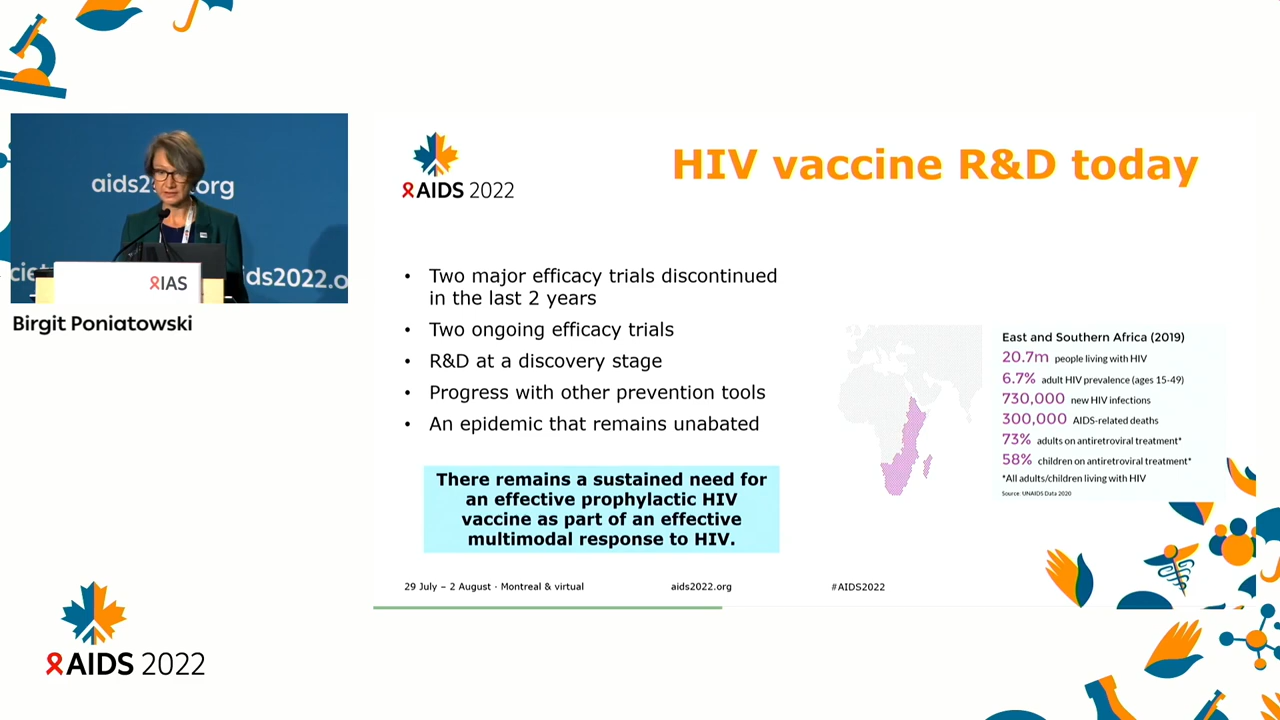 aids2 .org
ciet
ids2022.o
IAS
Birgit Poniatowski
AIDS 2022
HIV vaccine R&D today
• Two major efficacy trials discontinued
in the last 2 years
• Two ongoing efficacy trials
• R&D at a discovery stage
• Progress with other prevention tools
• An epidemic that remains unabated
There remains a sustained need for
an effective prophylactic HIV
vaccine as part of an effective
multimodal response to HIV.
East and Southern Africa (2019)
20.7m people living with HIV
6.7% adult HIV prevalence (ages 15-49)
730,000 new HIV infections
300,000 AIDS-related deaths
73% adults on antiretroviral treatment*
58% children on antiretroviral treatment*
*All adults/children living with HIV
Source: UNAIDS Data 2020
29 July – 2 August · Montreal & virtual
aids2022.org
#AIDS2022
AIDS 2022